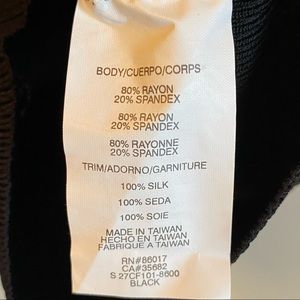 BODY/CUERPO/CORPS
80% RAYON
20% SPANDEX
80% RAYON
20% SPANDEX
80% RAYONNE
20% SPANDEX
TRIM/ADORNO/GARNITURE
100% SILK
100% SEDA
100% SOIE
MADE IN TAIWAN
HECHO EN TAIWAN
FABRIQUÉ A TAIWAN
RN#86017
CA#35682
S 27CF101-8600
BLACK